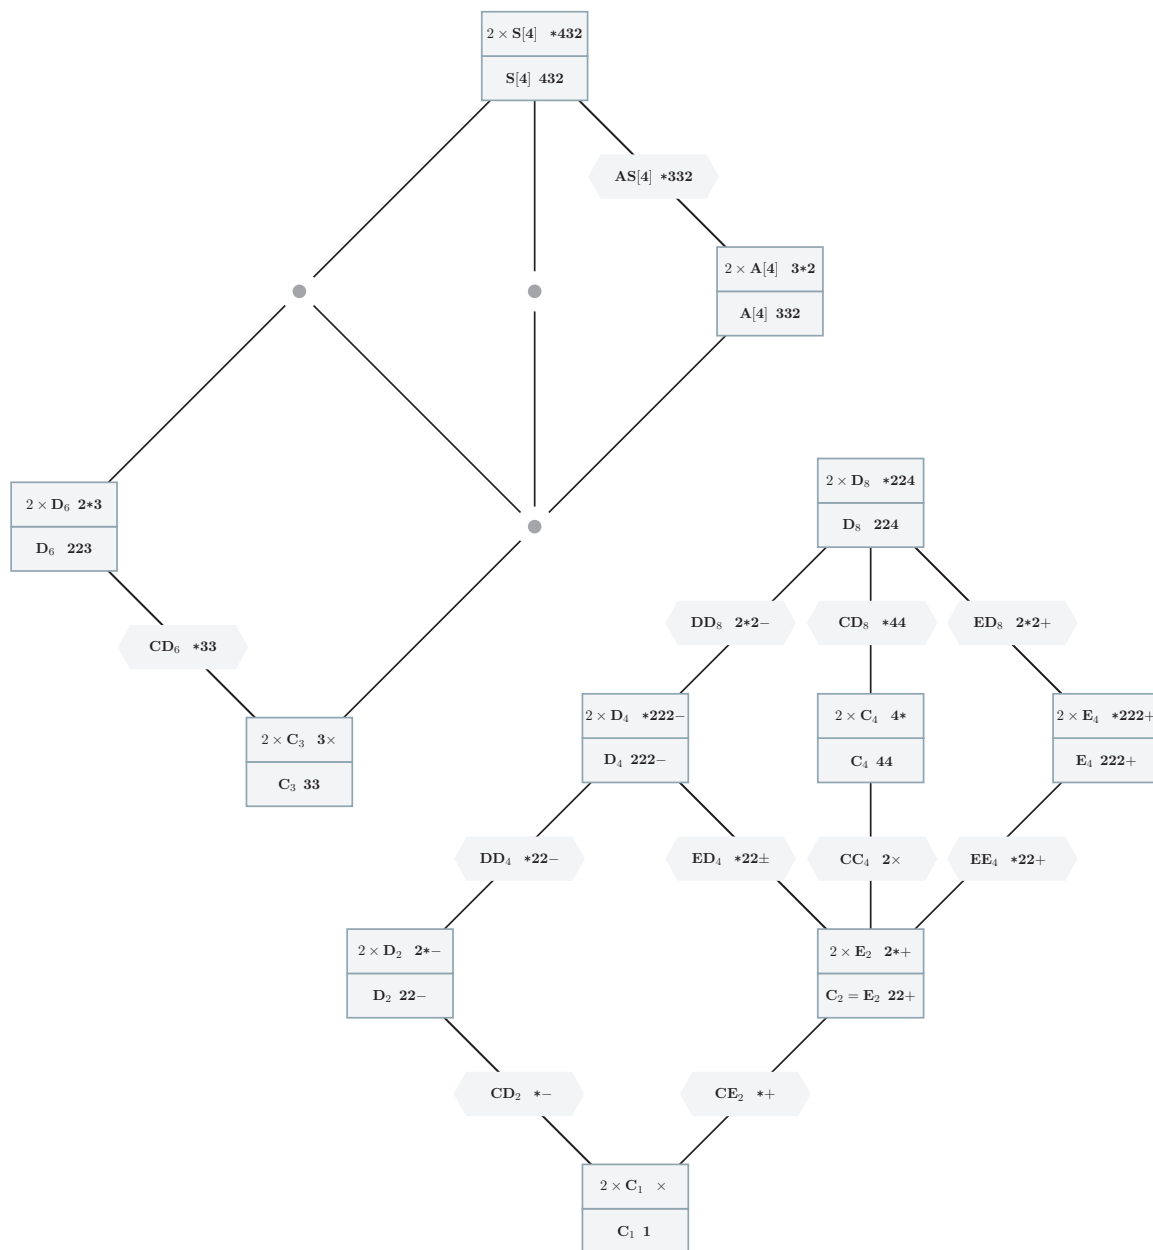 2 × S[4] *432
S[4] 432
AS[4] *332
2 × A[4] 3*2
A[4] 332
2 × D₈ *224
D₈ 224
2 × D₆ 2*3
D₆ 223
DD₈ 2*2−
CD₈ *44
ED₈ 2*2+
CD₆ *33
2 × D₄ *222−
D₄ 222−
2 × C₄ 4*
C₄ 44
2 × E₄ *222+
E₄ 222+
2 × C₃ 3×
C₃ 33
DD₄ *22−
ED₄ *22±
CC₄ 2×
EE₄ *22+
2 × D₂ 2*−
D₂ 22−
2 × E₂ 2*+
C₂ = E₂ 22+
CD₂ *−
CE₂ *+
2 × C₁ ×
C₁ 1